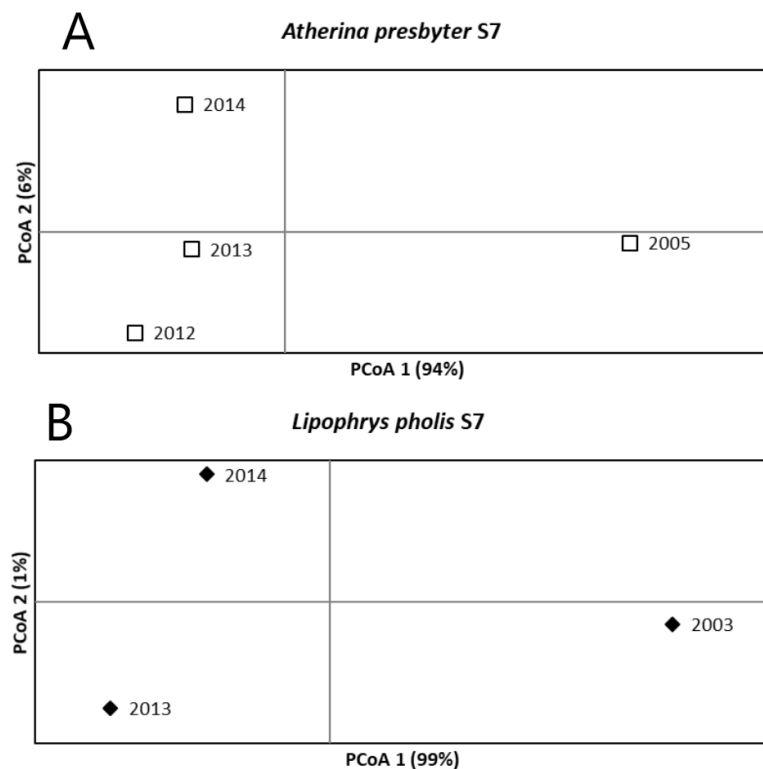 A
Atherina presbyter S7
2014
2013
2005
2012
PCoA 2 (6%)
PCoA 1 (94%)
B
Lipophrys pholis S7
2014
2003
2013
PCoA 2 (1%)
PCoA 1 (99%)